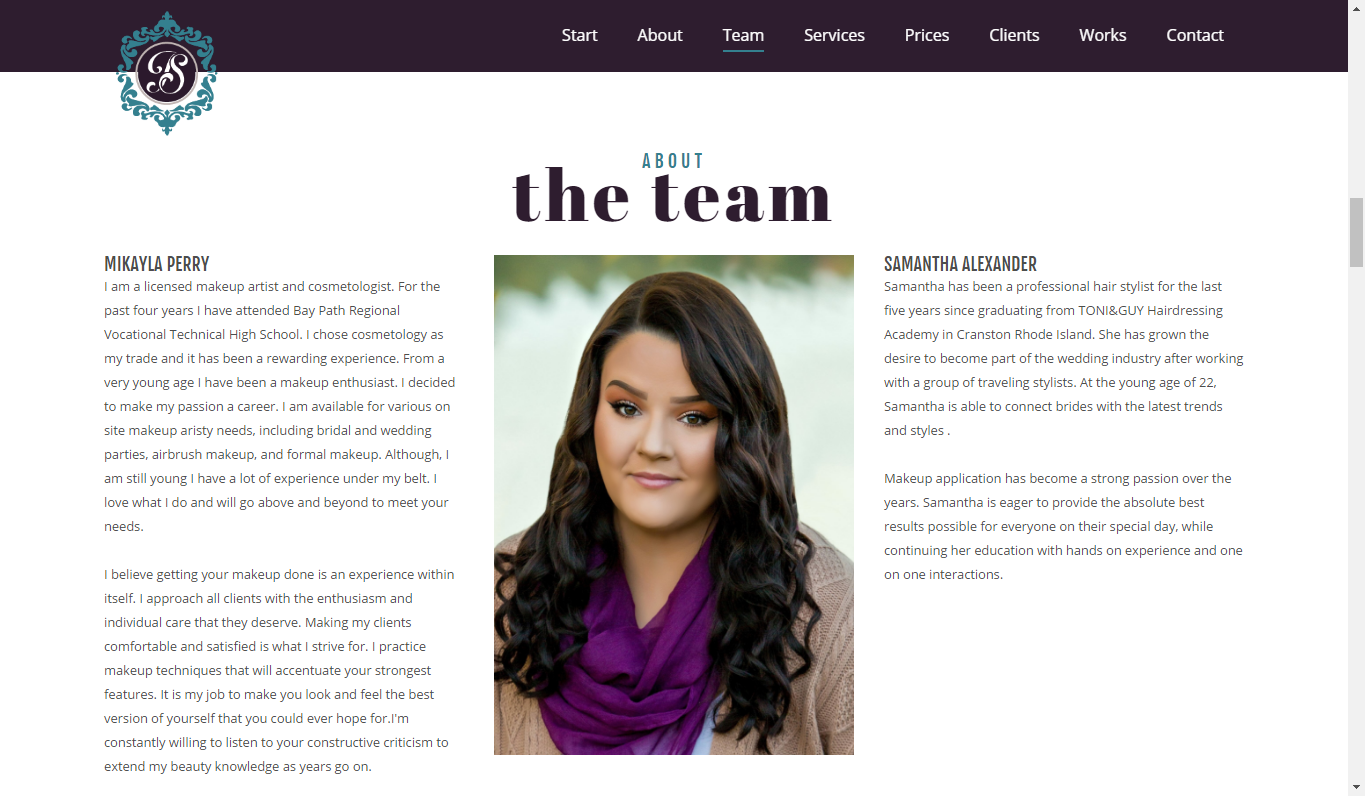 BS
Start About Team Services Prices Clients Works Contact
ABOUT
the team
MIKAYLA PERRY
I am a licensed makeup artist and cosmetologist. For the
past four years I have attended Bay Path Regional
Vocational Technical High School. I chose cosmetology as
my trade and it has been a rewarding experience. From a
very young age I have been a makeup enthusiast. I decided
to make my passion a career. I am available for various on
site makeup aristy needs, including bridal and wedding
parties, airbrush makeup, and formal makeup. Although, I
am still young I have a lot of experience under my belt. I
love what I do and will go above and beyond to meet your
needs.
I believe getting your makeup done is an experience within
itself. I approach all clients with the enthusiasm and
individual care that they deserve. Making my clients
comfortable and satisfied is what I strive for. I practice
makeup techniques that will accentuate your strongest
features. It is my job to make you look and feel the best
version of yourself that you could ever hope for.I'm
constantly willing to listen to your constructive criticism to
extend my beauty knowledge as years go on.
SAMANTHA ALEXANDER
Samantha has been a professional hair stylist for the last
five years since graduating from TONI&GUY Hairdressing
Academy in Cranston Rhode Island. She has grown the
desire to become part of the wedding industry after working
with a group of traveling stylists. At the young age of 22,
Samantha is able to connect brides with the latest trends
and styles .
Makeup application has become a strong passion over the
years. Samantha is eager to provide the absolute best
results possible for everyone on their special day, while
continuing her education with hands on experience and one
on one interactions.